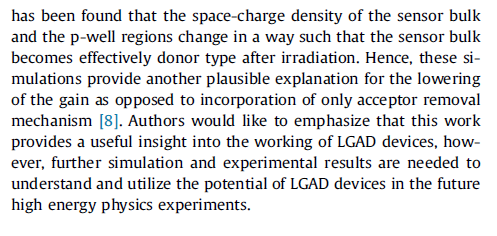 has been found that the space-charge density of the sensor bulk
and the p-well regions change in a way such that the sensor bulk
becomes effectively donor type after irradiation. Hence, these si-
mulations provide another plausible explanation for the lowering
of the gain as opposed to incorporation of only acceptor removal
mechanism [8]. Authors would like to emphasize that this work
provides a useful insight into the working of LGAD devices, how-
ever, further simulation and experimental results are needed to
understand and utilize the potential of LGAD devices in the future
high energy physics experiments.